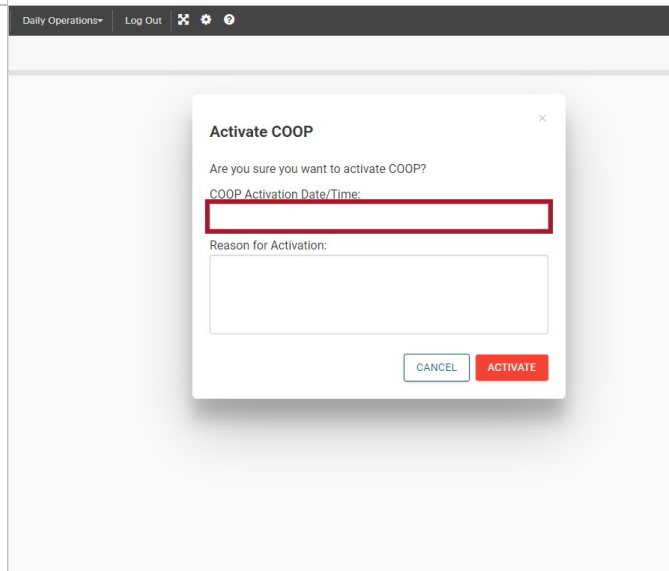 Daily Operations Log Out
Activate COOP
Are you sure you want to activate COOP?
COOP Activation Date/Time:
Reason for Activation:
CANCEL ACTIVATE